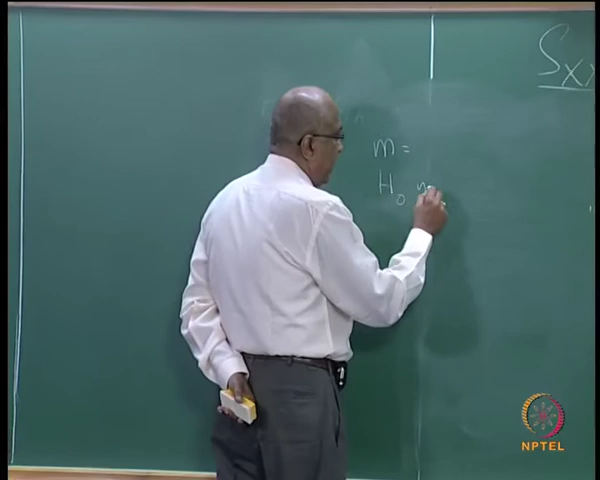 m =
H₀
Sxx
NPTEL